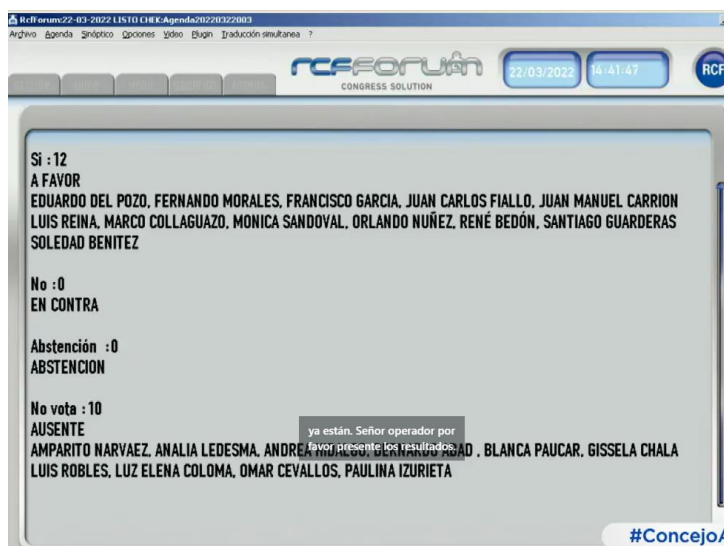 RcfForum:22-03-2022 LISTO CHEK:Agenda20220322003
Archivo Agenda Sinóptico Opciones Video Plugin Traducción simultanea ?
rcfforum
CONGRESS SOLUTION
22/03/2022
14:41:47
RCF
Si :12
A FAVOR
EDUARDO DEL POZO, FERNANDO MORALES, FRANCISCO GARCIA, JUAN CARLOS FIALLO, JUAN MANUEL CARRION
LUIS REINA, MARCO COLLAGUAZO, MONICA SANDOVAL, ORLANDO NUÑEZ, RENÉ BEDÓN, SANTIAGO GUARDERAS
SOLEDAD BENITEZ
No :0
EN CONTRA
Abstención :0
ABSTENCION
No vota :10
AUSENTE
ya están. Señor operador por
favor presente los resultados
AMPARITO NARVAEZ, ANALIA LEDESMA, ANDREA HIDALGO, BERNARDO ABAD , BLANCA PAUCAR, GISSELA CHALA
LUIS ROBLES, LUZ ELENA COLOMA, OMAR CEVALLOS, PAULINA IZURIETA
#ConcejoA